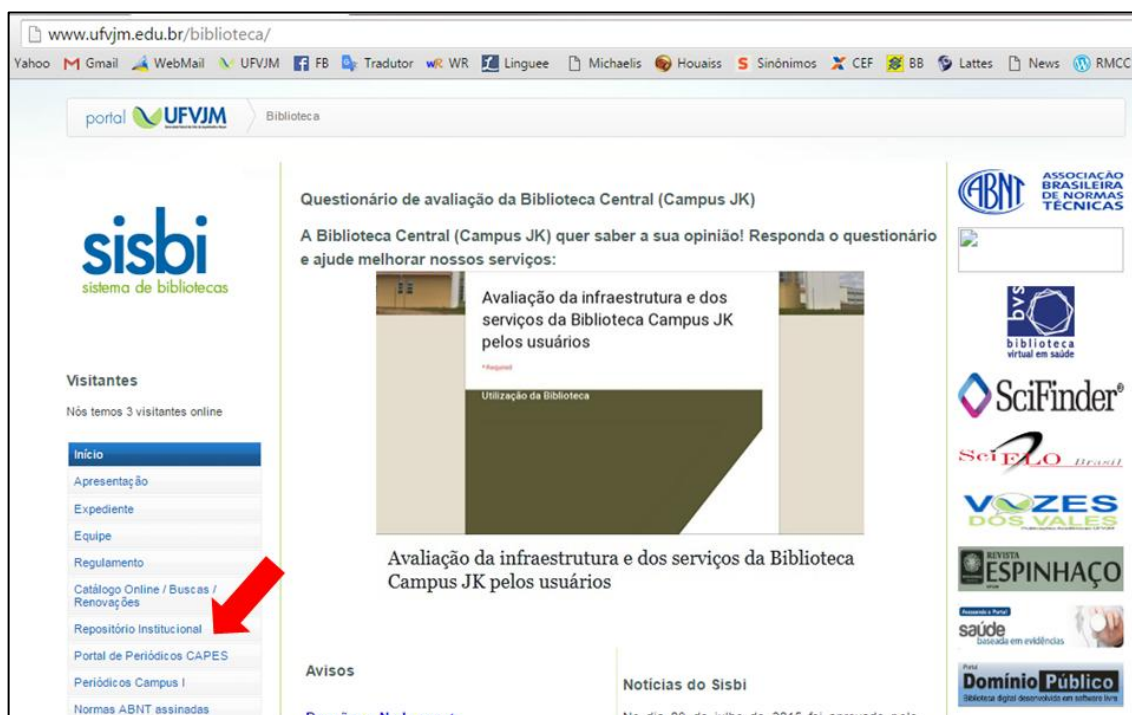 www.ufvjm.edu.br/biblioteca/
Yahoo Gmail WebMail UFVJM FB Tradutor WR WR Linguee Michaelis Houaiss S Sinônimos CEF BB Lattes News RMCC
portal UFVJM Biblioteca
sisbi
sistema de bibliotecas
Visitantes
Nós temos 3 visitantes online
Início
Apresentação
Expediente
Equipe
Regulamento
Catálogo Online / Buscas /
Renovações
Repositório Institucional
Portal de Periódicos CAPES
Periódicos Campus I
Normas ABNT assinadas
Questionário de avaliação da Biblioteca Central (Campus JK)
A Biblioteca Central (Campus JK) quer saber a sua opinião! Responda o questionário
e ajude melhorar nossos serviços:
Avaliação da infraestrutura e dos
serviços da Biblioteca Campus JK
pelos usuários
*Required
Utilização da Biblioteca
Avaliação da infraestrutura e dos serviços da Biblioteca
Campus JK pelos usuários
Avisos
Notícias do Sisbi
ABNT
ASSOCIAÇÃO
BRASILEIRA
DE NORMAS
TÉCNICAS
bvs
biblioteca
virtual em saúde
SciFinder®
SciELO Brasil
VOZES
DOS VALES
REVISTA
ESPINHAÇO
saúde
baseada em evidências
Portal
Domínio Público
Biblioteca digital desenvolvida em software livre